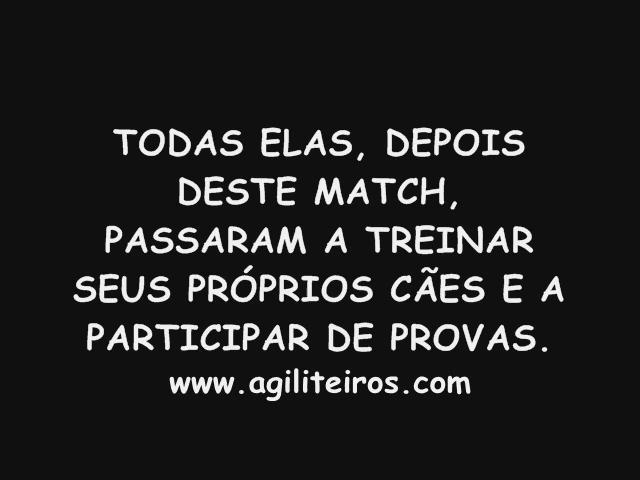 TODAS ELAS, DEPOIS
DESTE MATCH,
PASSARAM A TREINAR
SEUS PRÓPRIOS CÃES E A
PARTICIPAR DE PROVAS.
www.agiliteiros.com